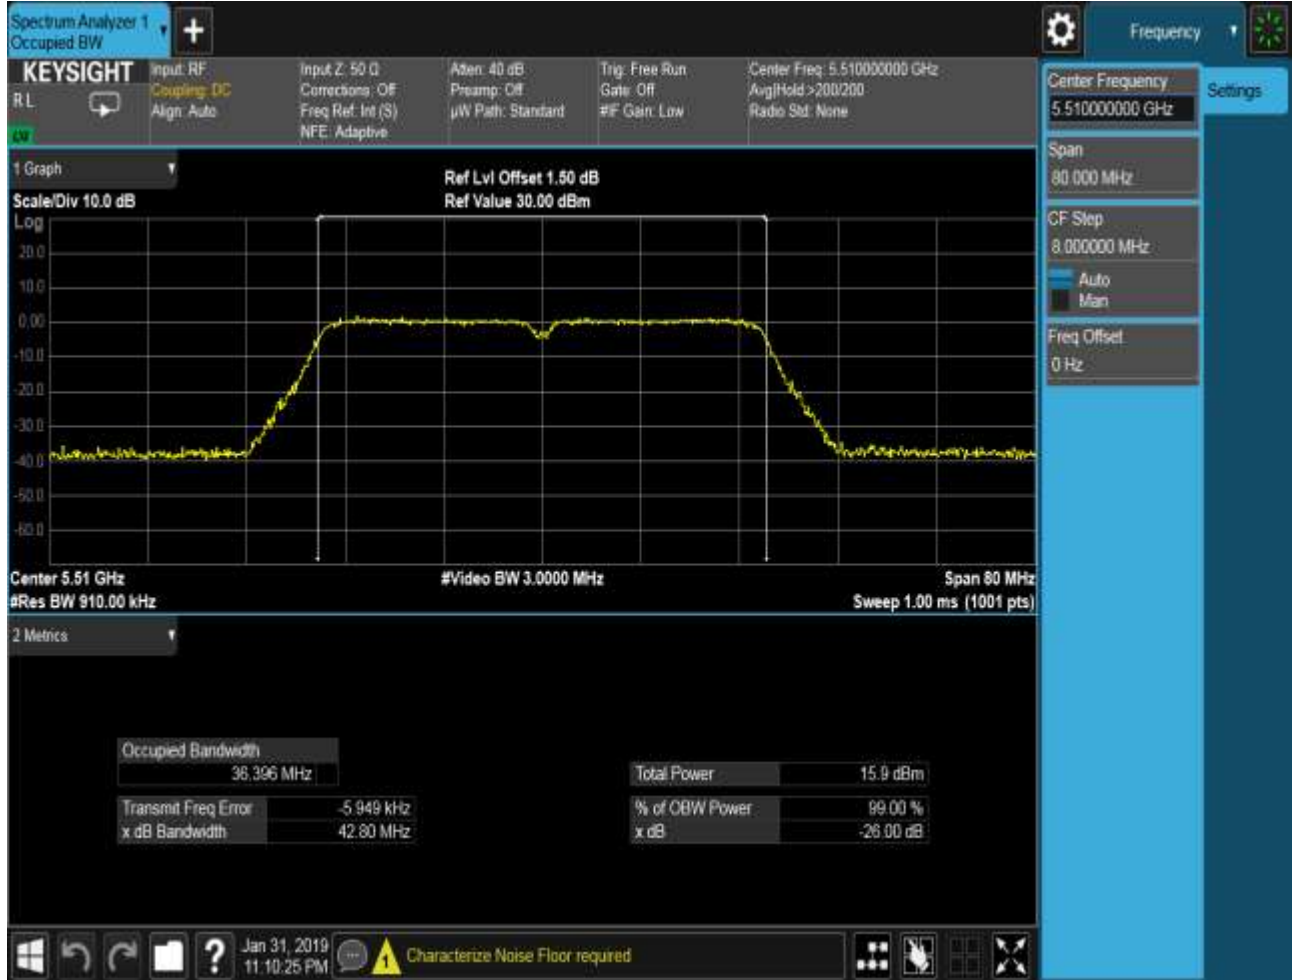 Spectrum Analyzer 1
Occupied BW
Frequency
KEYSIGHT
R L
Input: RF
Coupling: DC
Align: Auto
Input Z: 50 Ω
Corrections: Off
Freq Ref: Int (S)
NFE: Adaptive
Atten: 40 dB
Preamp: Off
µW Path: Standard
Trig: Free Run
Gate: Off
#IF Gain: Low
Center Freq: 5.510000000 GHz
Avg|Hold:>200/200
Radio Std: None
Center Frequency
5.510000000 GHz
Settings
Span
80.000 MHz
CF Step
8.000000 MHz
Auto
Man
Freq Offset
0 Hz
1 Graph
Scale/Div 10.0 dB
Ref Lvl Offset 1.50 dB
Ref Value 30.00 dBm
Log
20.0
10.0
0.00
-10.0
-20.0
-30.0
-40.0
-50.0
-60.0
Center 5.51 GHz
#Video BW 3.0000 MHz
Span 80 MHz
#Res BW 910.00 kHz
Sweep 1.00 ms (1001 pts)
2 Metrics
Occupied Bandwidth
36.396 MHz
Total Power 15.9 dBm
Transmit Freq Error -5.949 kHz
% of OBW Power 99.00 %
x dB Bandwidth 42.80 MHz
x dB -26.00 dB
?
Jan 31, 2019
11:10:25 PM
1
Characterize Noise Floor required